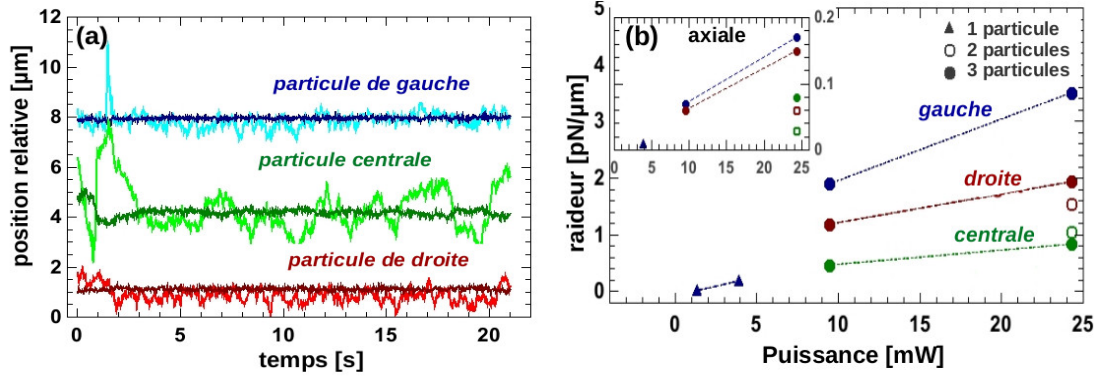 (a)
position relative [µm]
12
10
8
6
4
2
0
particule de gauche
particule centrale
particule de droite
0 5 10 15 20
temps [s]
(b)
raideur [pN/µm]
5
4
3
2
1
0
axiale
0.2
0.1
0
0 5 10 15 20 25
1 particule
2 particules
3 particules
gauche
droite
centrale
0 5 10 15 20 25
Puissance [mW]